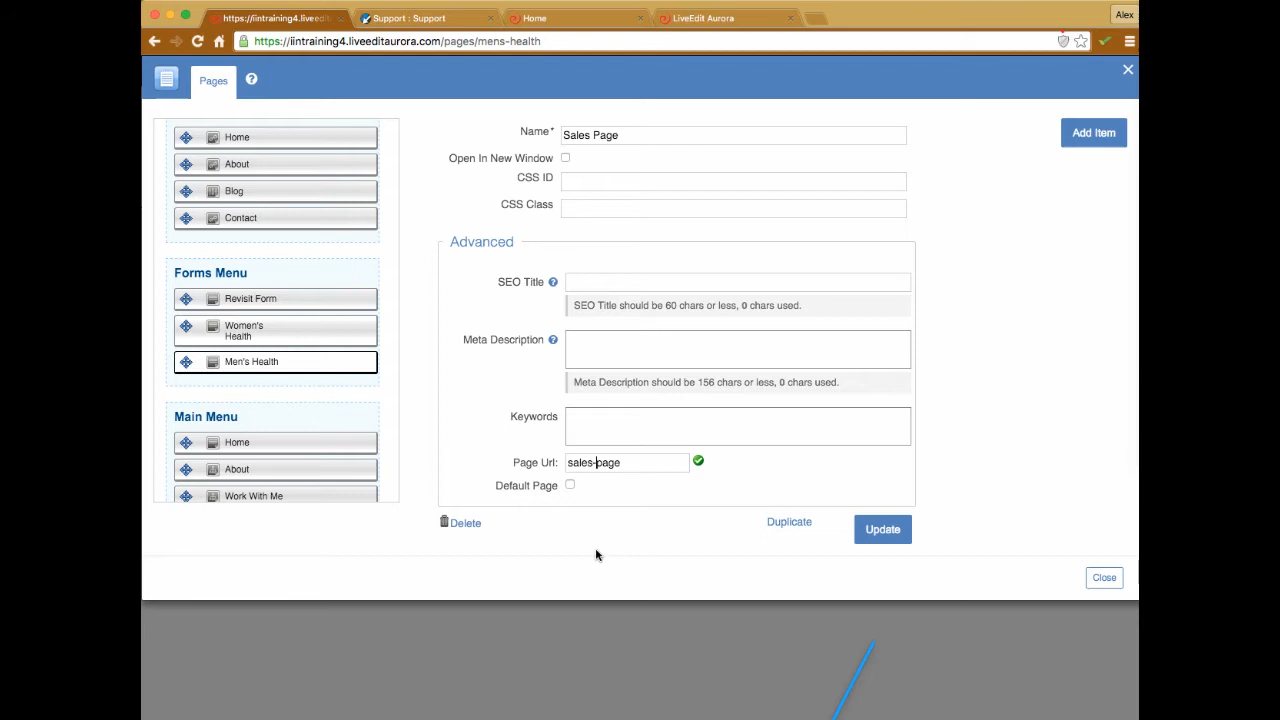 https://iintraining4.liveedit
Support : Support
Home
LiveEdit Aurora
Alex
https://iintraining4.liveeditaurora.com/pages/mens-health
Pages
Home
About
Blog
Contact
Forms Menu
Revisit Form
Women's
Health
Men's Health
Main Menu
Home
About
Work With Me
Name*
Sales Page
Add Item
Open In New Window
CSS ID
CSS Class
Advanced
SEO Title
SEO Title should be 60 chars or less, 0 chars used.
Meta Description
Meta Description should be 156 chars or less, 0 chars used.
Keywords
Page Url:
sales-page
Default Page
Delete
Duplicate
Update
Close